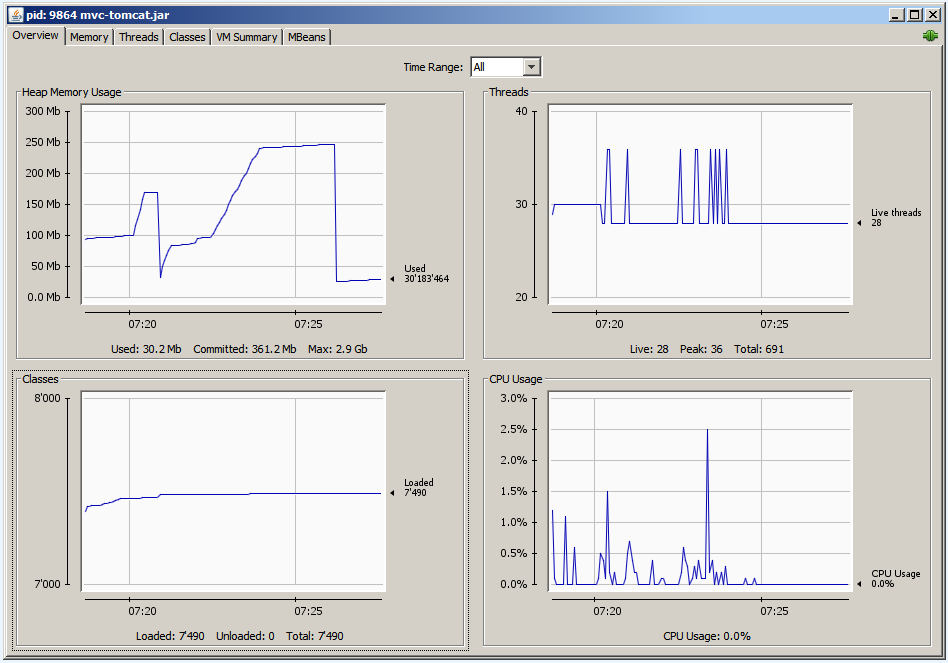 pid: 9864 mvc-tomcat.jar
Overview Memory Threads Classes VM Summary MBeans
Time Range: All
Heap Memory Usage
300 Mb
250 Mb
200 Mb
150 Mb
100 Mb
50 Mb
0.0 Mb
Used
30'183'464
07:20 07:25
Used: 30.2 Mb Committed: 361.2 Mb Max: 2.9 Gb
Threads
40
30
20
Live threads
28
07:20 07:25
Live: 28 Peak: 36 Total: 691
Classes
8'000
7'000
Loaded
7'490
07:20 07:25
Loaded: 7'490 Unloaded: 0 Total: 7'490
CPU Usage
3.0%
2.5%
2.0%
1.5%
1.0%
0.5%
0.0%
CPU Usage
0.0%
07:20 07:25
CPU Usage: 0.0%